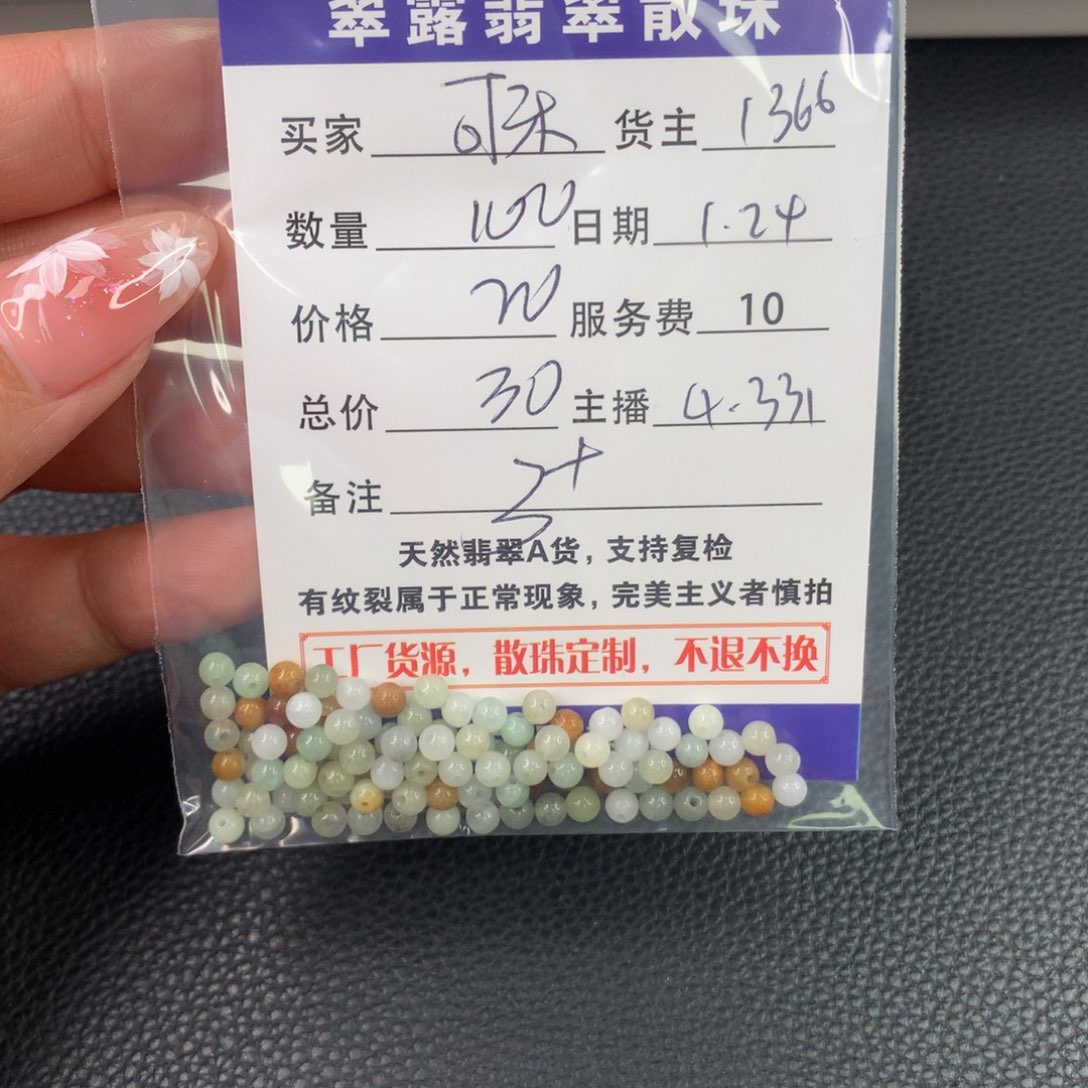 翠露翡翠散珠
买家 可禾 货主 1366
数量 100 日期 1.24
价格 20 服务费 10
总价 30 主播 4.331
备注 3+
天然翡翠A货，支持复检
有纹裂属于正常现象，完美主义者慎拍
工厂货源，散珠定制，不退不换